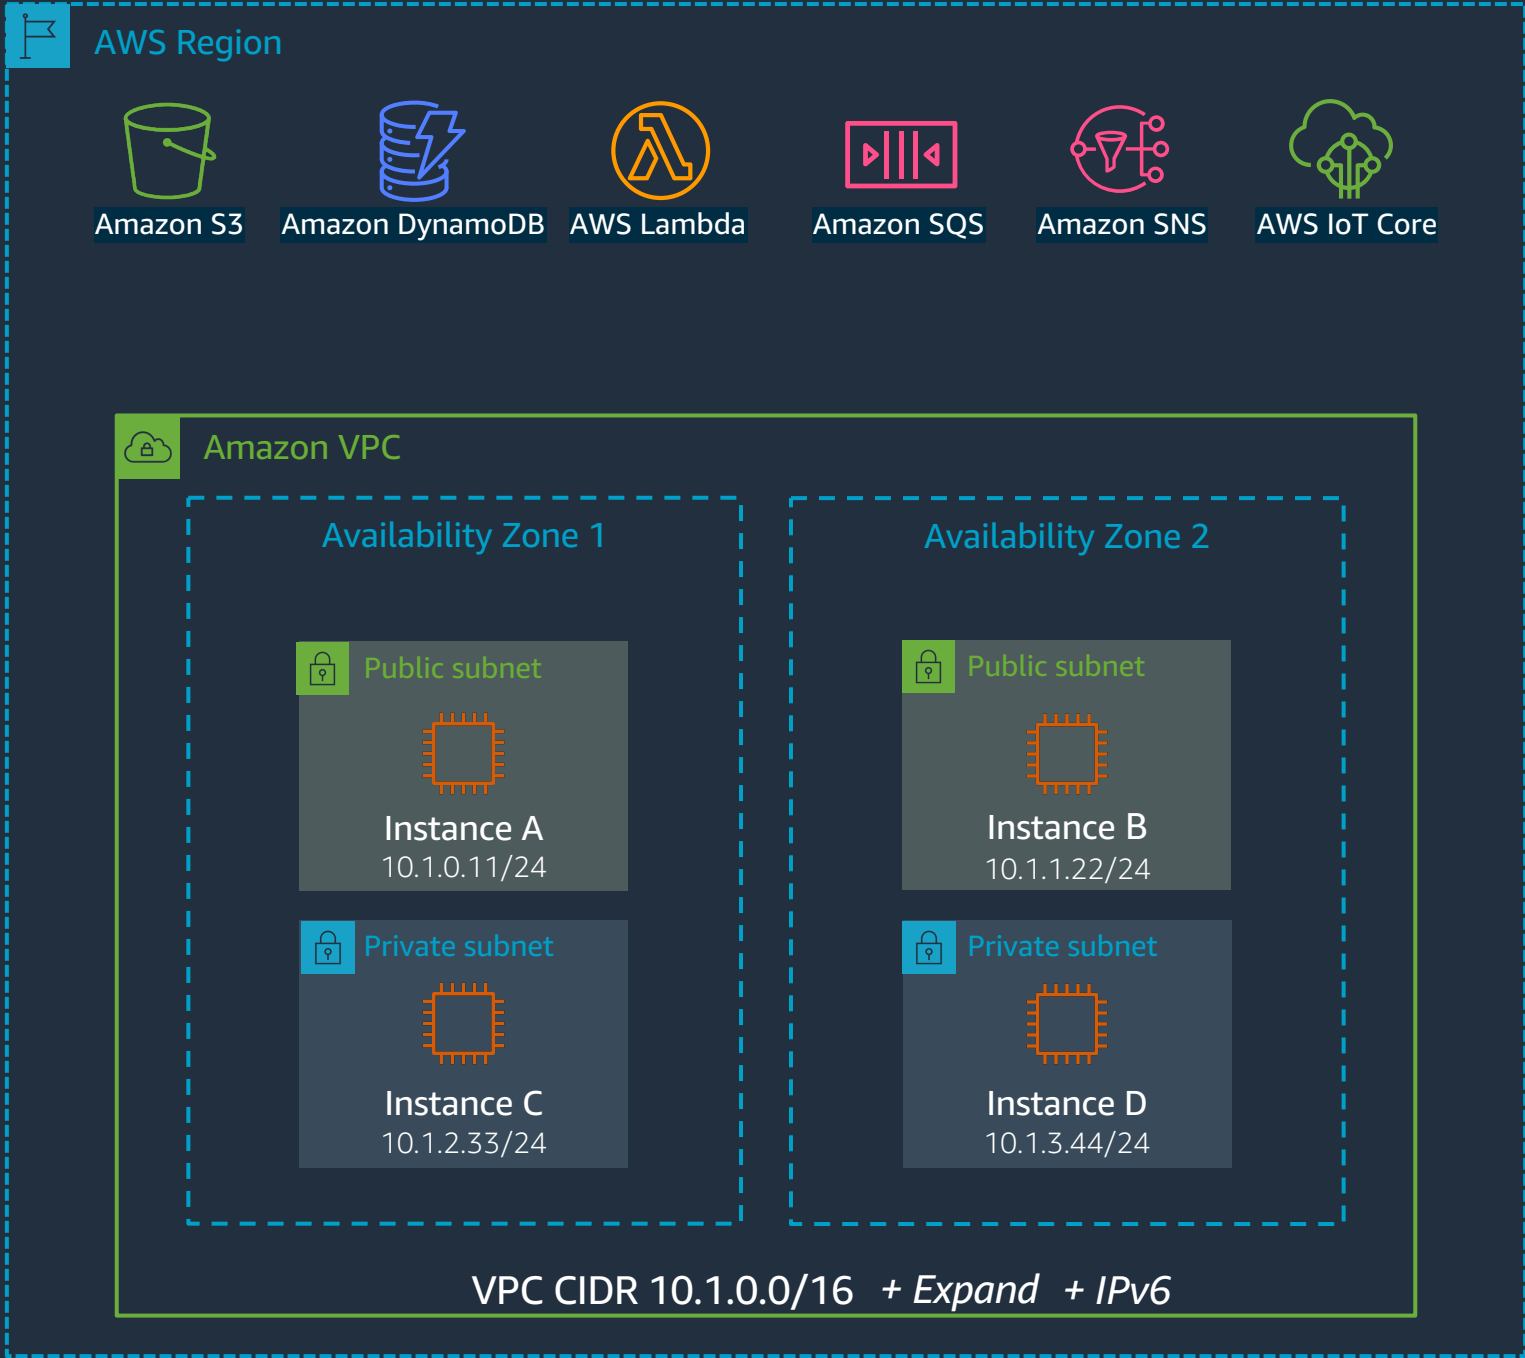 AWS Region
Amazon S3
Amazon DynamoDB
AWS Lambda
Amazon SQS
Amazon SNS
AWS IoT Core
Amazon VPC
Availability Zone 1
Public subnet
Instance A
10.1.0.11/24
Private subnet
Instance C
10.1.2.33/24
Availability Zone 2
Public subnet
Instance B
10.1.1.22/24
Private subnet
Instance D
10.1.3.44/24
VPC CIDR 10.1.0.0/16 + Expand + IPv6